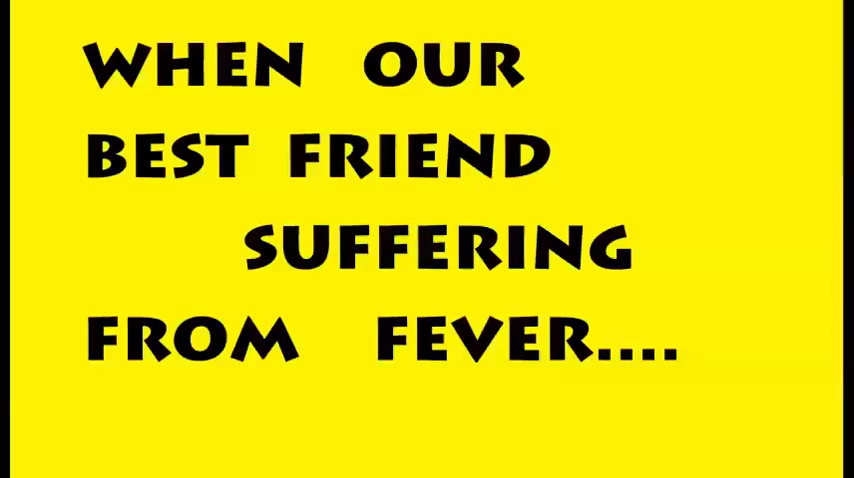 WHEN OUR
BEST FRIEND
SUFFERING
FROM FEVER....